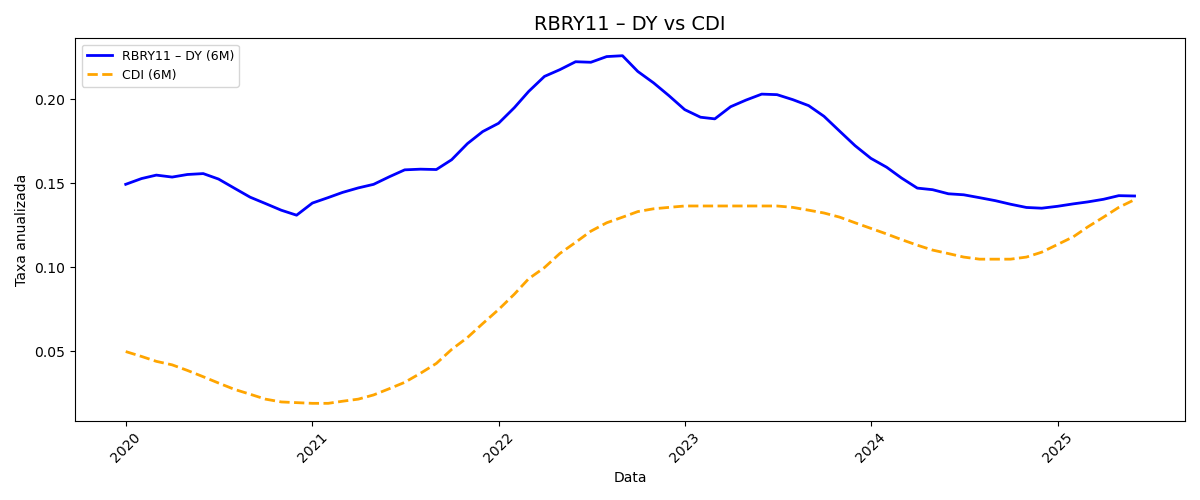 RBRY11 – DY vs CDI
RBRY11 – DY (6M)
CDI (6M)
Taxa anualizada
0.20
0.15
0.10
0.05
2020
2021
2022
2023
2024
2025
Data